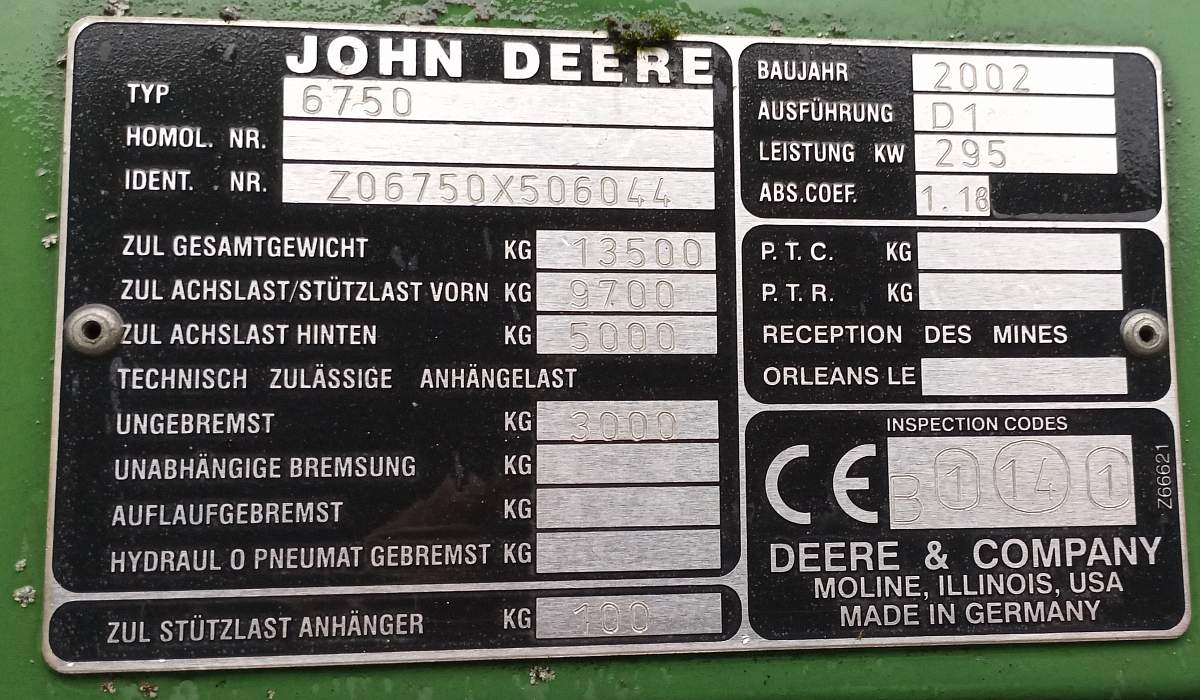 JOHN DEERE
TYP 6750
HOMOL. NR.
IDENT. NR. Z06750X506044
ZUL GESAMTGEWICHT KG 13500
ZUL ACHSLAST/STÜTZLAST VORN KG 9700
ZUL ACHSLAST HINTEN KG 5000
TECHNISCH ZULÄSSIGE ANHÄNGELAST
UNGEBREMST KG 3000
UNABHÄNGIGE BREMSUNG KG
AUFLAUFGEBREMST KG
HYDRAUL O PNEUMAT GEBREMST KG
ZUL STÜTZLAST ANHÄNGER KG 100
BAUJAHR 2002
AUSFÜHRUNG D1
LEISTUNG KW 295
ABS.COEF. 1.18
P. T. C. KG
P. T. R. KG
RECEPTION DES MINES
ORLEANS LE
INSPECTION CODES
CE B 1 14 1
Z66621
DEERE & COMPANY
MOLINE, ILLINOIS, USA
MADE IN GERMANY